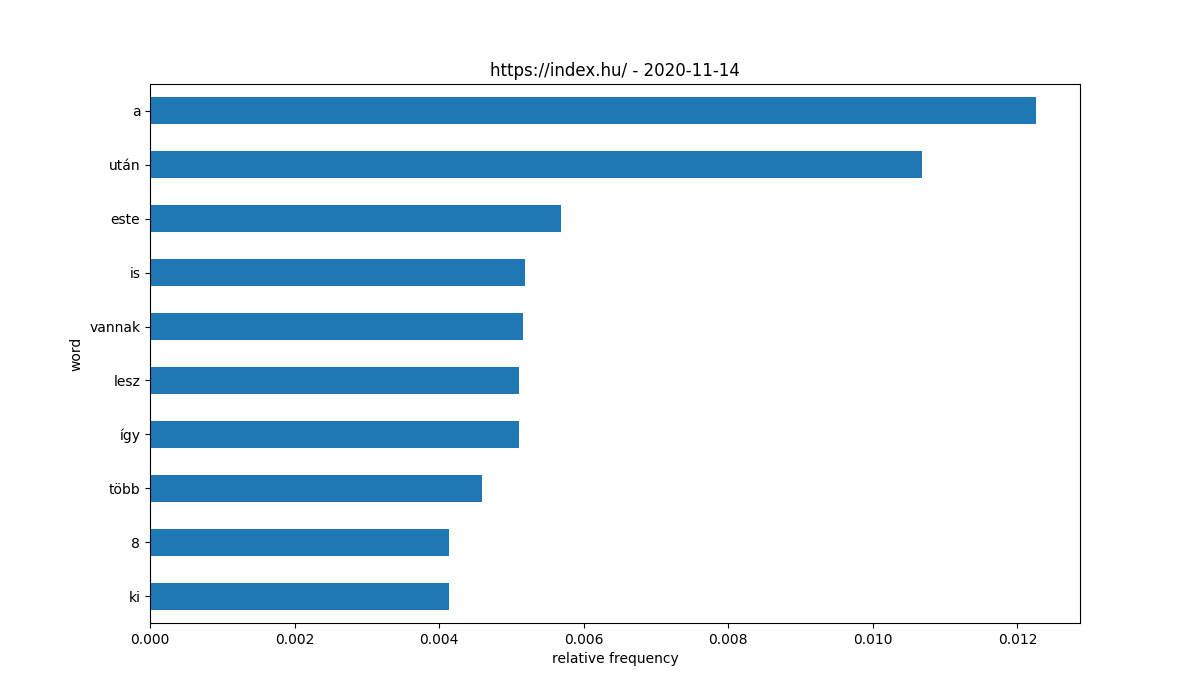 https://index.hu/ - 2020-11-14
a
után
este
is
vannak
lesz
így
több
8
ki
word
0.000 0.002 0.004 0.006 0.008 0.010 0.012
relative frequency